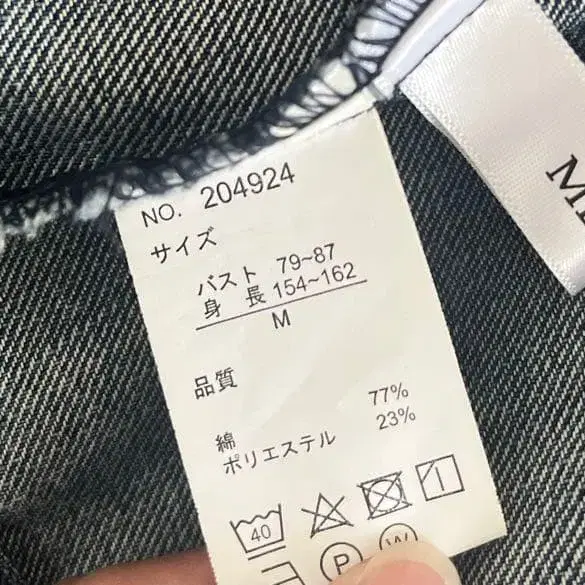 NO. 204924
サイズ
バスト 79~87
身 長 154~162
M
品質
綿 77%
ポリエステル 23%
40
P W